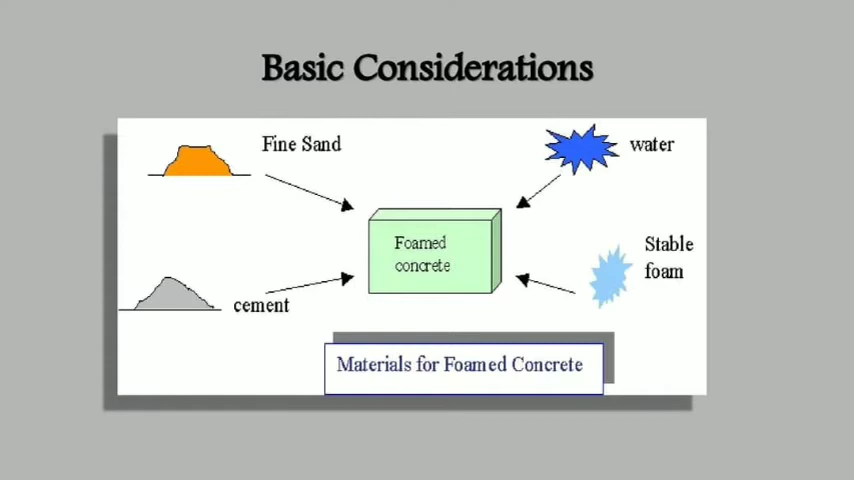 Basic Considerations
Fine Sand
water
Foamed
concrete
Stable
foam
cement
Materials for Foamed Concrete